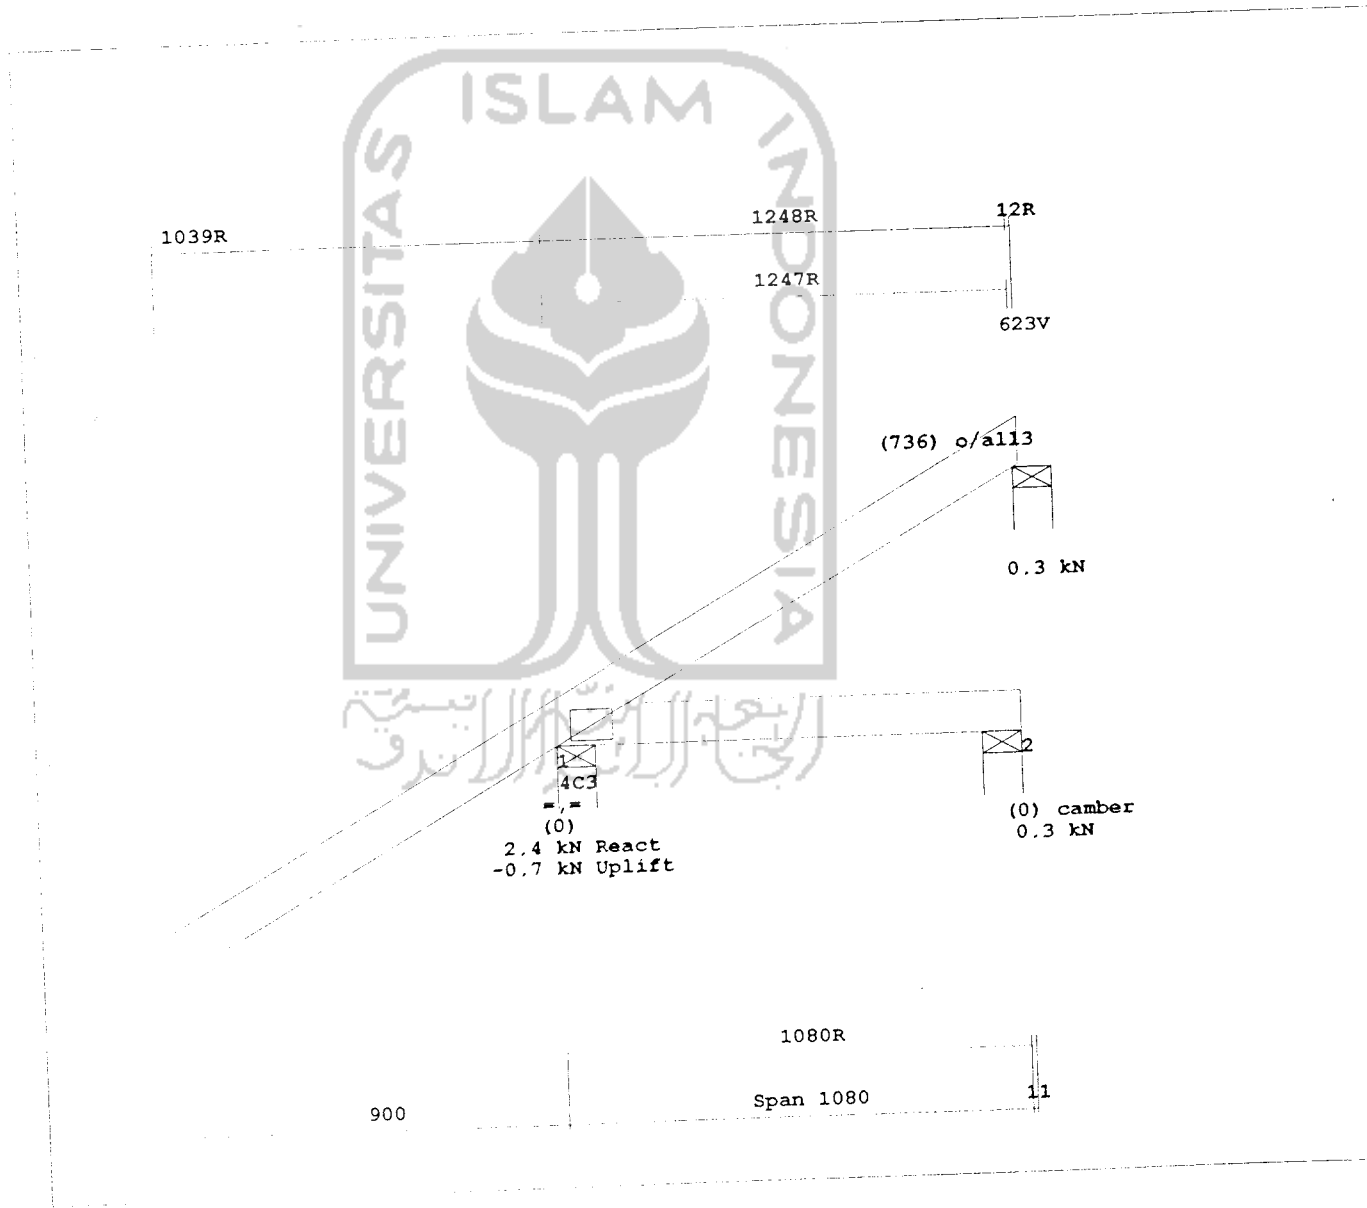 ISLAM
UNIVERSITAS
INDONESIA
1039R
1248R
12R
1247R
623V
(736) o/all3
0.3 kN
1
2
4C3
=,=
(0)
2.4 kN React
-0.7 kN Uplift
(0) camber
0.3 kN
1080R
900
Span 1080
11